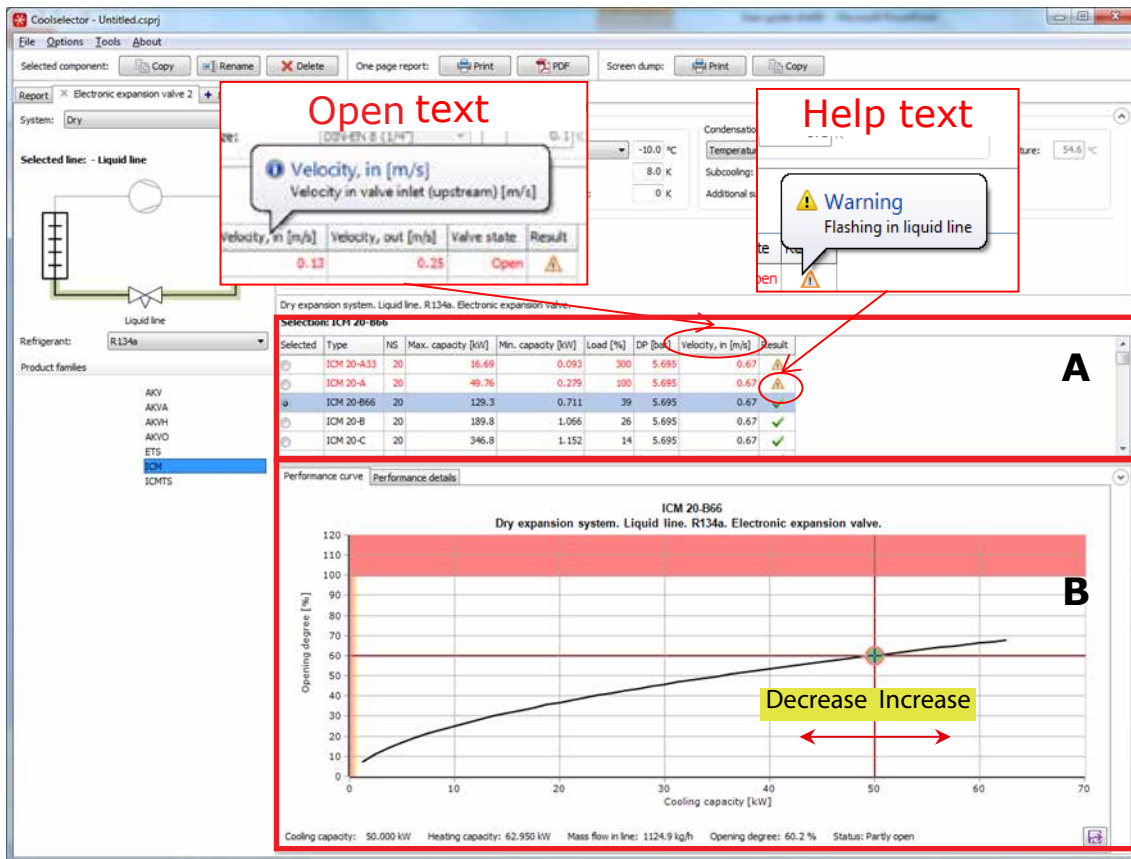 Coolselector - Untitled.csprj
File Options Tools About
Selected component: Copy Rename Delete One page report: Print PDF Screen dump: Print Copy
Report Electronic expansion valve 2
System: Dry
Open text
DIN-EN 8 (1/4")
Velocity, in [m/s]
Velocity in valve inlet (upstream) [m/s]
Velocity, in [m/s] Velocity, out [m/s] Valve state Result
0.13 0.25 Open
Help text
Warning
Flashing in liquid line
-10.0 °C
8.0 K
0 K
Subcooling:
54.6 °C
Selected line: - Liquid line
Liquid line
Refrigerant: R134a
Product families
AKV
AKVA
AKVH
AKVO
ETS
ICM
ICMTS
Dry expansion system. Liquid line. R134a. Electronic expansion valve.
Selection: ICM 20-B66
Selected Type NS Max. capacity [kW] Min. capacity [kW] Load [%] DP [bar] Velocity, in [m/s] Result
ICM 20-A33 20 16.69 0.093 300 5.695 0.67
ICM 20-A 20 49.76 0.279 100 5.695 0.67
ICM 20-B66 20 129.3 0.711 39 5.695 0.67
ICM 20-B 20 189.8 1.066 26 5.695 0.67
ICM 20-C 20 346.8 1.152 14 5.695 0.67
A
Performance curve Performance details
ICM 20-B66
Dry expansion system. Liquid line. R134a. Electronic expansion valve.
Opening degree [%]
120
110
100
90
80
70
60
50
40
30
20
10
0
B
Decrease Increase
0 10 20 30 40 50 60 70
Cooling capacity [kW]
Cooling capacity: 50.000 kW Heating capacity: 62.950 kW Mass flow in line: 1124.9 kg/h Opening degree: 60.2 % Status: Partly open